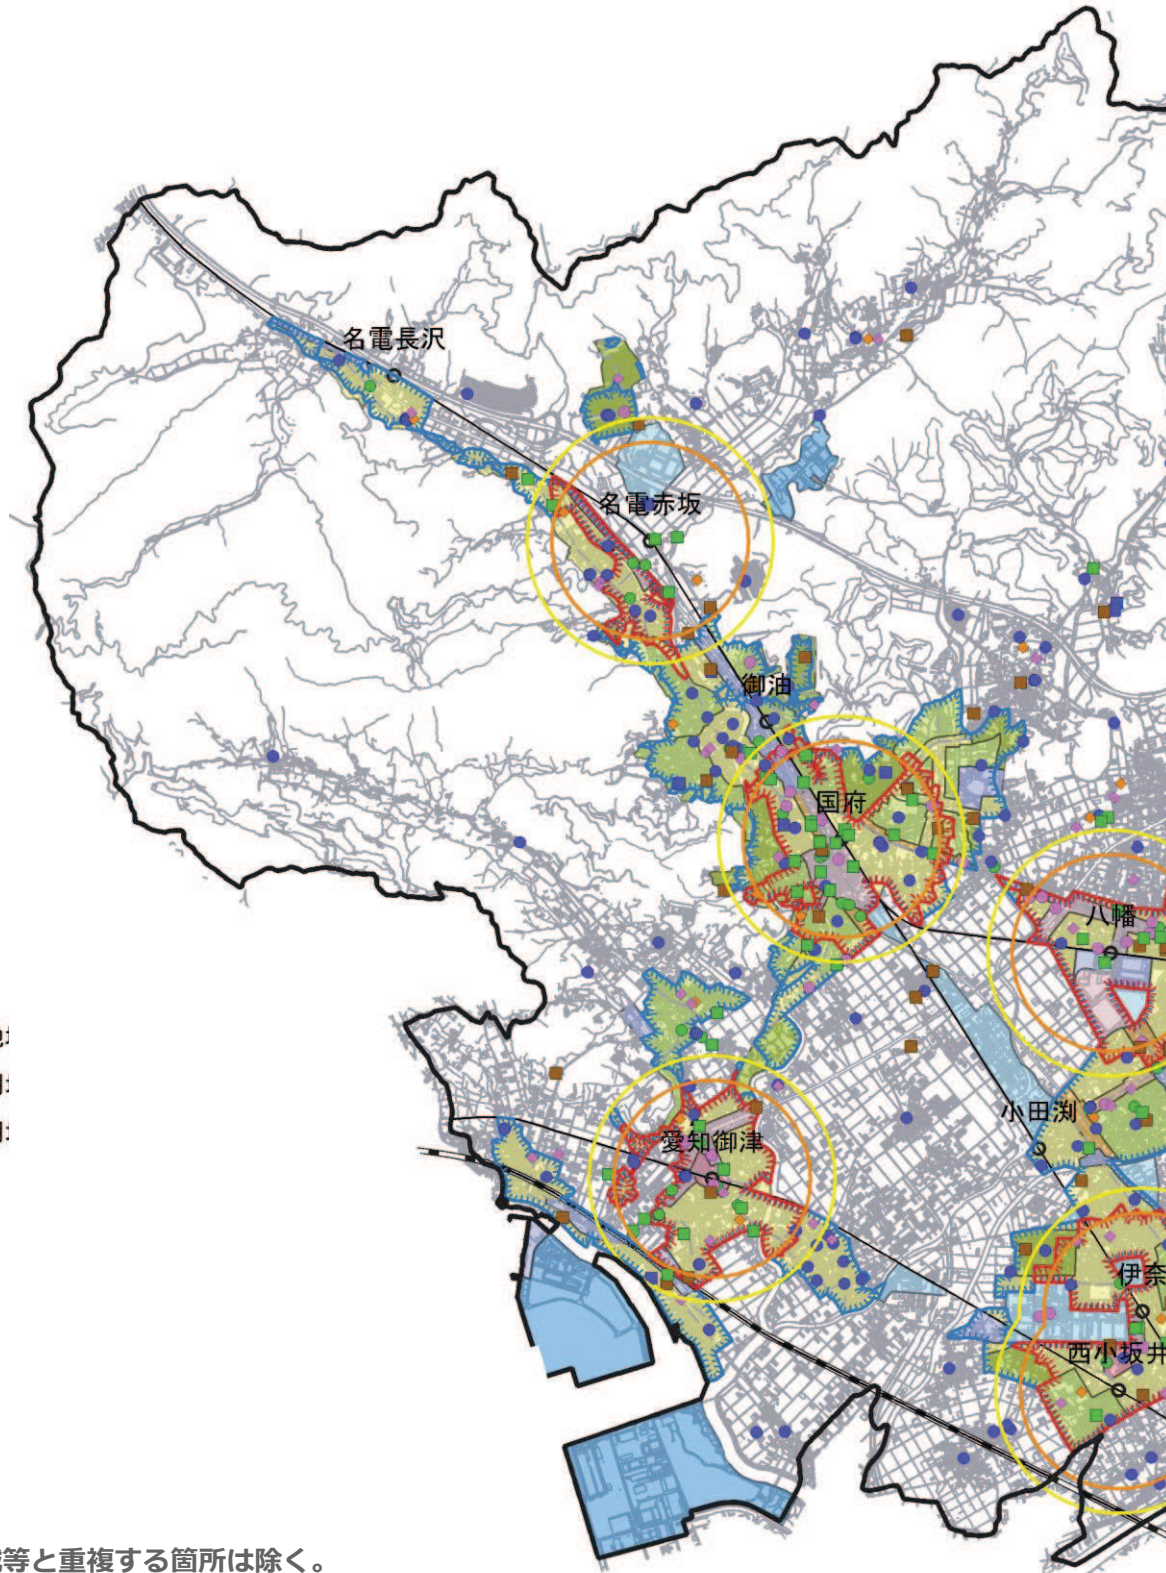 名電長沢
名電赤坂
御油
国府
八幡
小田渕
愛知御津
伊奈
西小坂井
等と重複する箇所は除く。